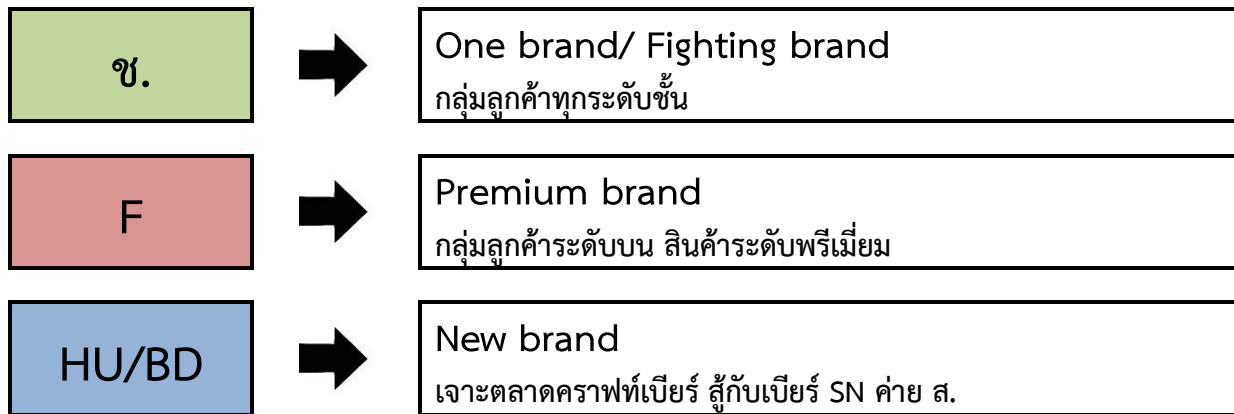 ช.
One brand/ Fighting brand
กลุ่มลูกค้าทุกระดับชั้น
F
Premium brand
กลุ่มลูกค้าระดับบน สินค้าระดับพรีเมี่ยม
HU/BD
New brand
เจาะตลาดคราฟท์เบียร์ สู้กับเบียร์ SN ค่าย ส.